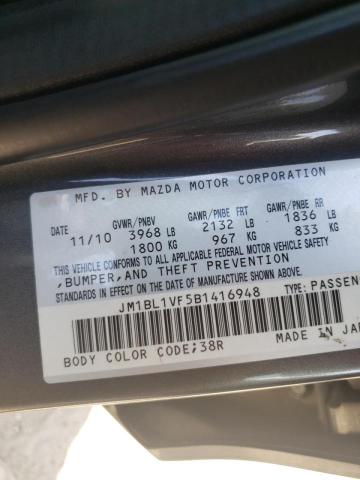 MFD. BY MAZDA MOTOR CORPORATION
GVWR/PNBV GAWR/PNBE FRT GAWR/PNBE RR
DATE 3968 LB 2132 LB 1836 LB
11/10 1800 KG 967 KG 833 KG
THIS VEHICLE CONFORMS TO ALL APPLICABLE FEDERAL MOTOR VEHICLE SAFETY
,BUMPER,AND THEFT PREVENTION
STANDARDS IN EFFECT ON THE DATE OF MANUFACTURE SHOWN ABOVE.
JM1BL1VF5B1416948 TYPE: PASSEN
BODY COLOR CODE;38R MADE IN JAP